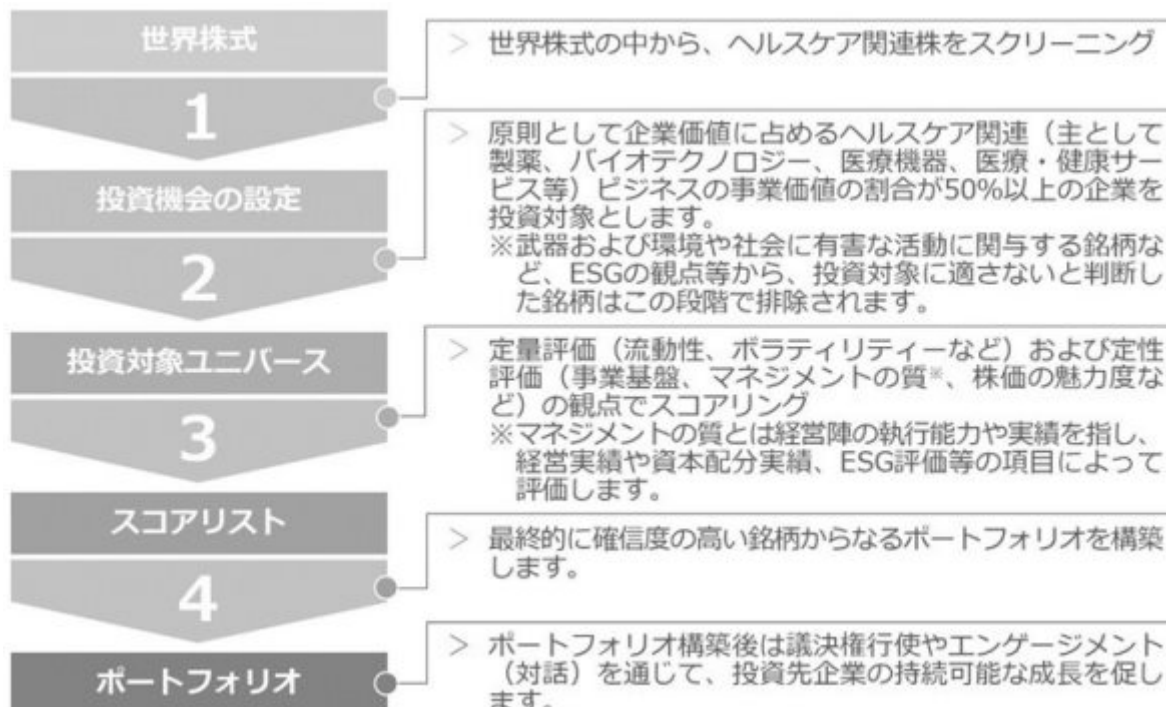 世界株式
1
> 世界株式の中から、ヘルスケア関連株をスクリーニング
投資機会の設定
2
> 原則として企業価値に占めるヘルスケア関連（主として
製薬、バイオテクノロジー、医療機器、医療・健康サー
ビス等）ビジネスの事業価値の割合が50%以上の企業を
投資対象とします。
※武器および環境や社会に有害な活動に関与する銘柄な
ど、ESGの観点等から、投資対象に適さないと判断し
た銘柄はこの段階で排除されます。
投資対象ユニバース
3
> 定量評価（流動性、ボラティリティーなど）および定性
評価（事業基盤、マネジメントの質※、株価の魅力度な
ど）の観点でスコアリング
※マネジメントの質とは経営陣の執行能力や実績を指し、
経営実績や資本配分実績、ESG評価等の項目によって
評価します。
スコアリスト
4
> 最終的に確信度の高い銘柄からなるポートフォリオを構築
します。
ポートフォリオ
> ポートフォリオ構築後は議決権行使やエンゲージメント
（対話）を通じて、投資先企業の持続可能な成長を促し
ます。